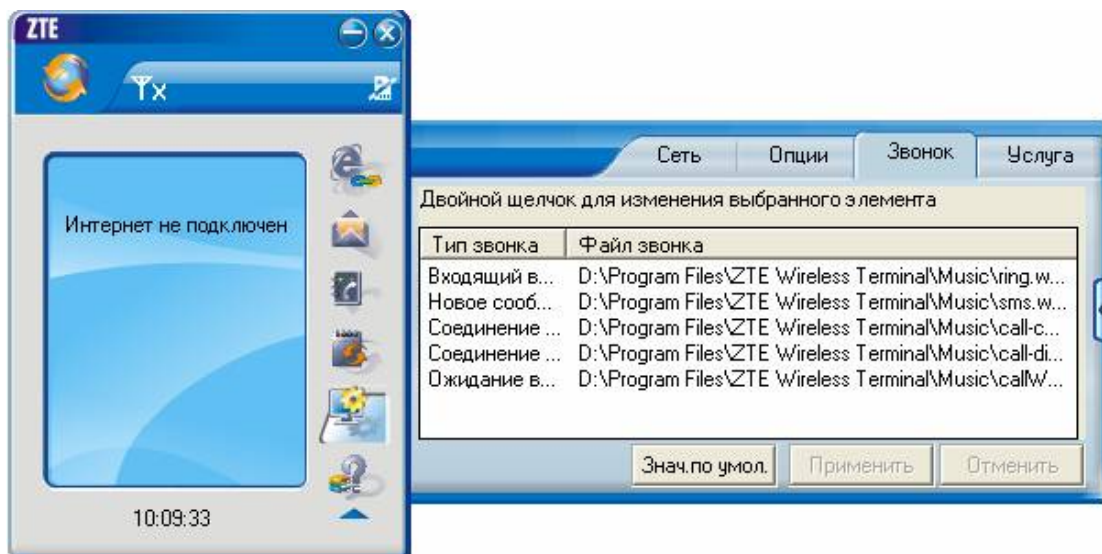 ZTE
Интернет не подключен
10:09:33
Сеть Опции Звонок Услуга
Двойной щелчок для изменения выбранного элемента
Тип звонка Файл звонка
Входящий в... D:\Program Files\ZTE Wireless Terminal\Music\ring.w...
Новое сооб... D:\Program Files\ZTE Wireless Terminal\Music\sms.w...
Соединение ... D:\Program Files\ZTE Wireless Terminal\Music\call-c...
Соединение ... D:\Program Files\ZTE Wireless Terminal\Music\call-di...
Ожидание в... D:\Program Files\ZTE Wireless Terminal\Music\callW...
Знач.по умол. Применить Отменить